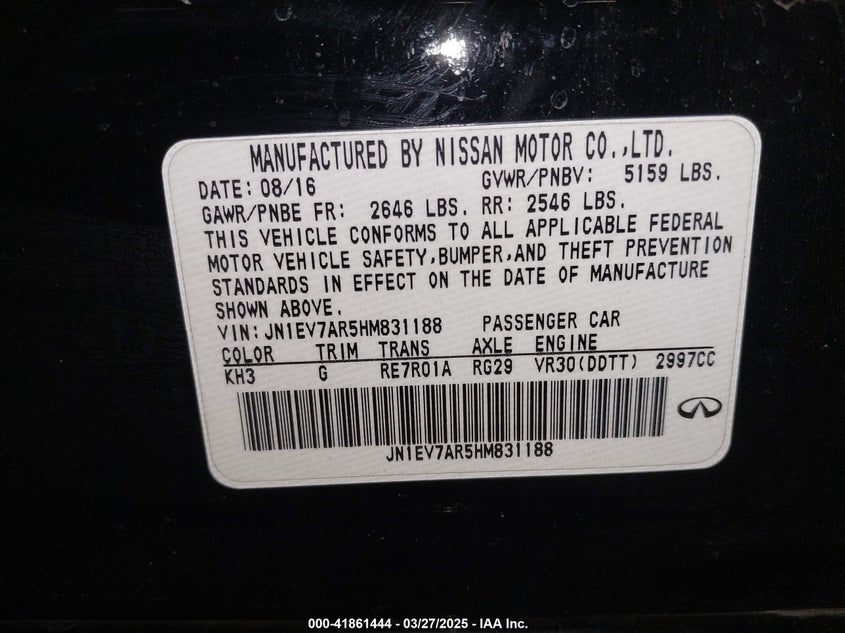 MANUFACTURED BY NISSAN MOTOR CO.,LTD.
DATE: 08/16 GVWR/PNBV: 5159 LBS.
GAWR/PNBE FR: 2646 LBS. RR: 2546 LBS.
THIS VEHICLE CONFORMS TO ALL APPLICABLE FEDERAL
MOTOR VEHICLE SAFETY,BUMPER,AND THEFT PREVENTION
STANDARDS IN EFFECT ON THE DATE OF MANUFACTURE
SHOWN ABOVE.
VIN:JN1EV7AR5HM831188 PASSENGER CAR
COLOR TRIM TRANS AXLE ENGINE
KH3 G RE7R01A RG29 VR30(DDTT) 2997CC
JN1EV7AR5HM831188
000-41861444 - 03/27/2025 - IAA Inc.